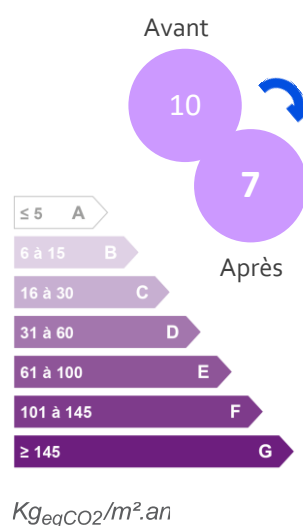 Avant
10
7
Après
≤ 5 A
6 à 15 B
16 à 30 C
31 à 60 D
61 à 100 E
101 à 145 F
≥ 145 G
KgeqCO2/m².an